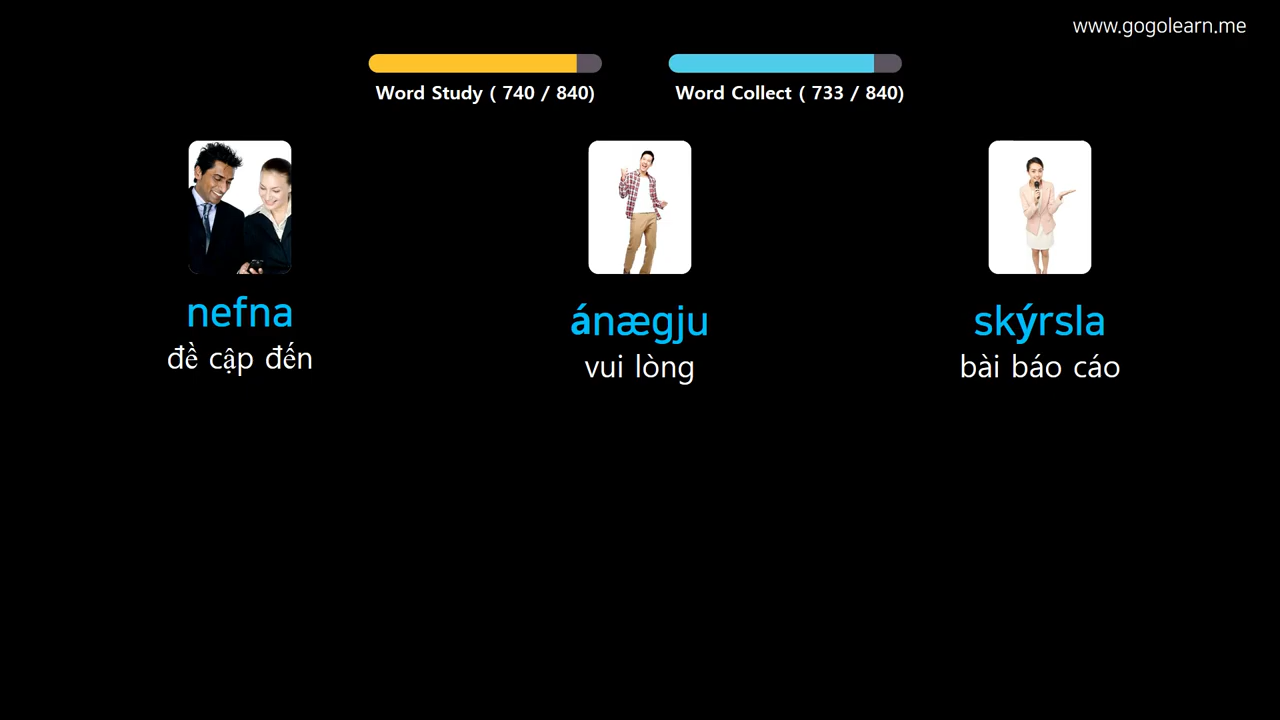 www.gogolearn.me
Word Study ( 740 / 840)
Word Collect ( 733 / 840)
nefna
ánægju
skýrsla
đề cập đến
vui lòng
bài báo cáo